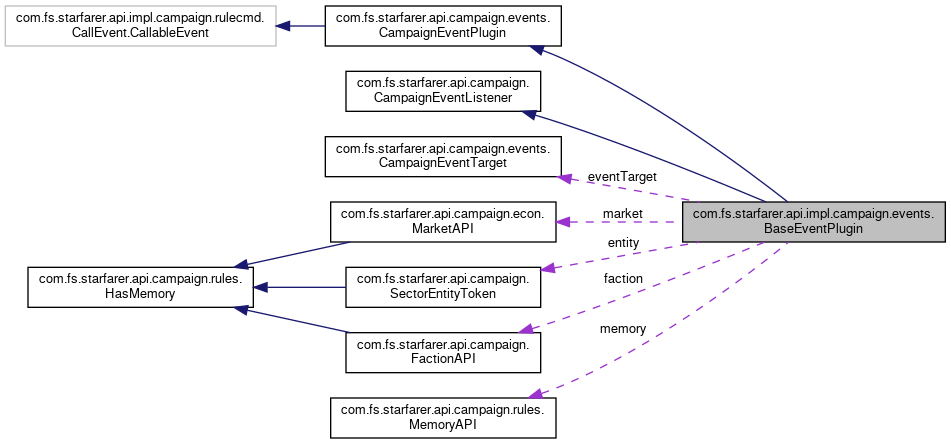 com.fs.starfarer.api.impl.campaign.rulecmd.
CallEvent.CallableEvent
com.fs.starfarer.api.campaign.events.
CampaignEventPlugin
com.fs.starfarer.api.campaign.
CampaignEventListener
com.fs.starfarer.api.campaign.events.
CampaignEventTarget
eventTarget
com.fs.starfarer.api.campaign.econ.
MarketAPI
market
com.fs.starfarer.api.impl.campaign.events.
BaseEventPlugin
entity
com.fs.starfarer.api.campaign.rules.
HasMemory
com.fs.starfarer.api.campaign.
SectorEntityToken
faction
com.fs.starfarer.api.campaign.
FactionAPI
memory
com.fs.starfarer.api.campaign.rules.
MemoryAPI